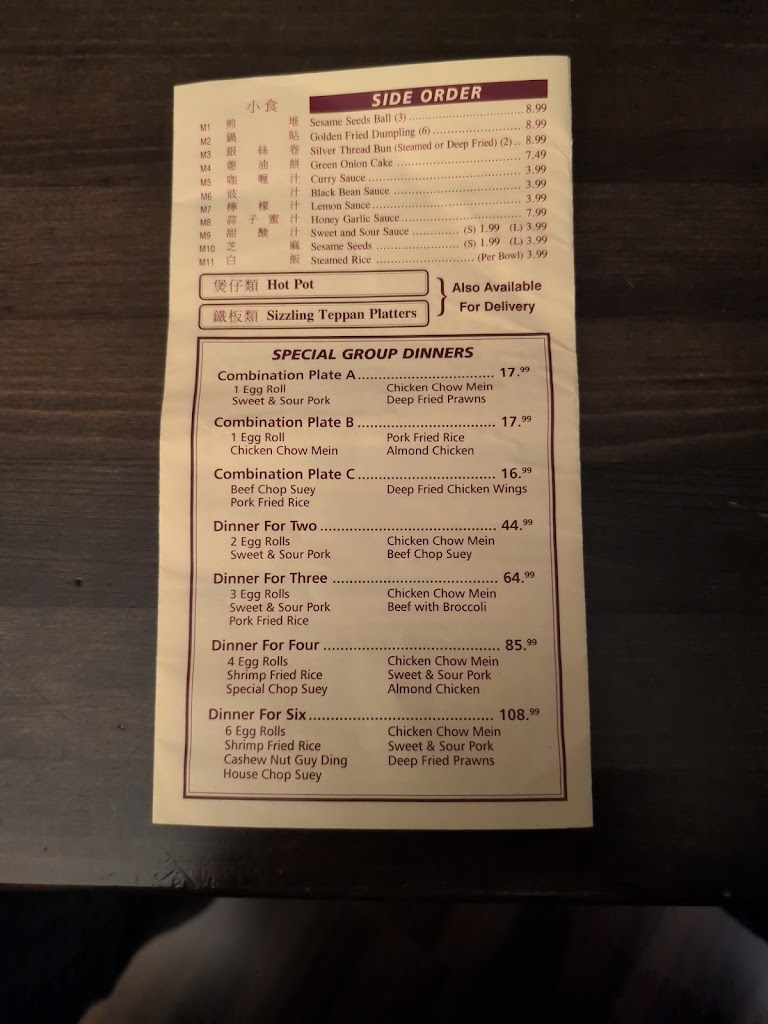 小食 SIDE ORDER
M1 煎堆 Sesame Seeds Ball (3) ........ 8.99
M2 鍋貼 Golden Fried Dumpling (6) ........ 8.99
M3 銀絲卷 Silver Thread Bun (Steamed or Deep Fried) (2).. 8.99
M4 蔥油餅 Green Onion Cake ........ 7.49
M5 咖喱汁 Curry Sauce ........ 3.99
M6 豉汁 Black Bean Sauce ........ 3.99
M7 檸檬汁 Lemon Sauce ........ 3.99
M8 蒜子蜜汁 Honey Garlic Sauce ........ 7.99
M9 甜酸汁 Sweet and Sour Sauce ........ (S) 1.99 (L) 3.99
M10 芝麻 Sesame Seeds ........ (S) 1.99 (L) 3.99
M11 白飯 Steamed Rice ........ (Per Bowl) 3.99
煲仔類 Hot Pot
鐵板類 Sizzling Teppan Platters
Also Available
For Delivery
SPECIAL GROUP DINNERS
Combination Plate A ........ 17.99
1 Egg Roll Chicken Chow Mein
Sweet & Sour Pork Deep Fried Prawns
Combination Plate B ........ 17.99
1 Egg Roll Pork Fried Rice
Chicken Chow Mein Almond Chicken
Combination Plate C ........ 16.99
Beef Chop Suey Deep Fried Chicken Wings
Pork Fried Rice
Dinner For Two ........ 44.99
2 Egg Rolls Chicken Chow Mein
Sweet & Sour Pork Beef Chop Suey
Dinner For Three ........ 64.99
3 Egg Rolls Chicken Chow Mein
Sweet & Sour Pork Beef with Broccoli
Pork Fried Rice
Dinner For Four ........ 85.99
4 Egg Rolls Chicken Chow Mein
Shrimp Fried Rice Sweet & Sour Pork
Special Chop Suey Almond Chicken
Dinner For Six ........ 108.99
6 Egg Rolls Chicken Chow Mein
Shrimp Fried Rice Sweet & Sour Pork
Cashew Nut Guy Ding Deep Fried Prawns
House Chop Suey